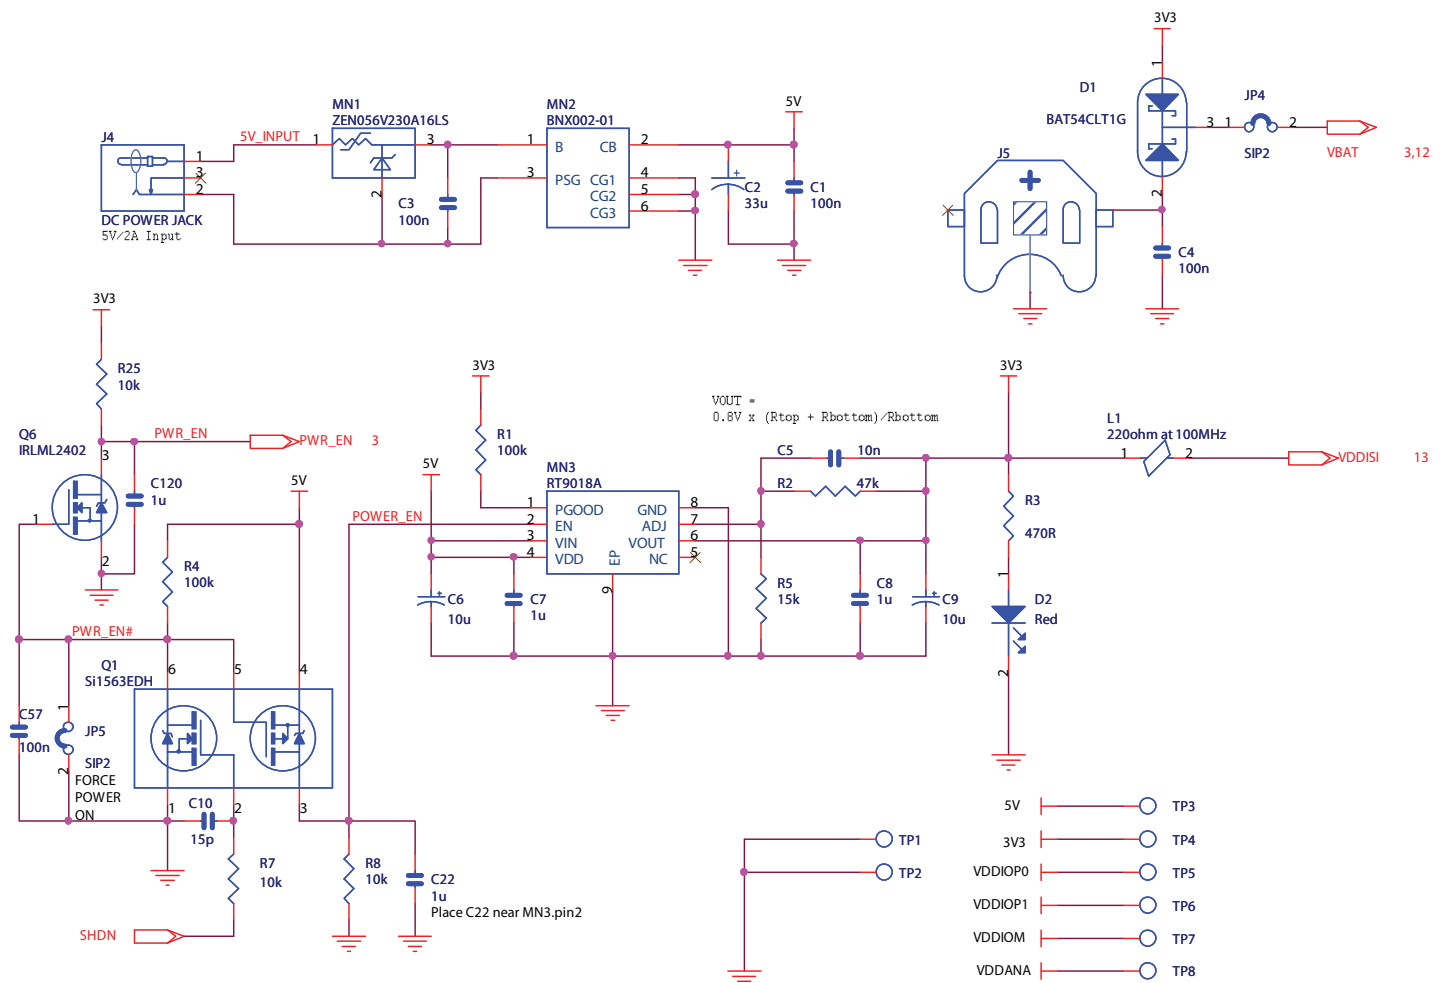 J4
1
3
2
DC POWER JACK
5V/2A Input
5V_INPUT
MN1
ZEN056V230A16LS
1
3
2
C3
100n
MN2
BNX002-01
1
3
B
PSG
CB
CG1
CG2
CG3
2
4
5
6
5V
C2
33u
C1
100n
J5
3V3
1
D1
BAT54CLT1G
3
2
JP4
1
2
SIP2
VBAT
3,12
C4
100n
3V3
R25
10k
Q6
IRLML2402
PWR_EN
PWR_EN
3
3
1
2
C120
1u
5V
R4
100k
PWR_EN#
Q1
Si1563EDH
6
5
4
1
2
3
C57
100n
1
2
JP5
SIP2
FORCE
POWER
ON
C10
15p
R7
10k
SHDN
R8
10k
C22
1u
Place C22 near MN3.pin2
POWER_EN
5V
3V3
R1
100k
MN3
RT9018A
1
2
3
4
PGOOD
EN
VIN
VDD
EP
GND
ADJ
VOUT
NC
8
7
6
5
9
C6
10u
C7
1u
VOUT =
0.8V x (Rtop + Rbottom)/Rbottom
C5
10n
R2
47k
R5
15k
C8
1u
C9
10u
3V3
R3
470R
1
D2
Red
2
L1
220ohm at 100MHz
1
2
VDDISI
13
TP1
TP2
5V
TP3
3V3
TP4
VDDIOP0
TP5
VDDIOP1
TP6
VDDIOM
TP7
VDDANA
TP8